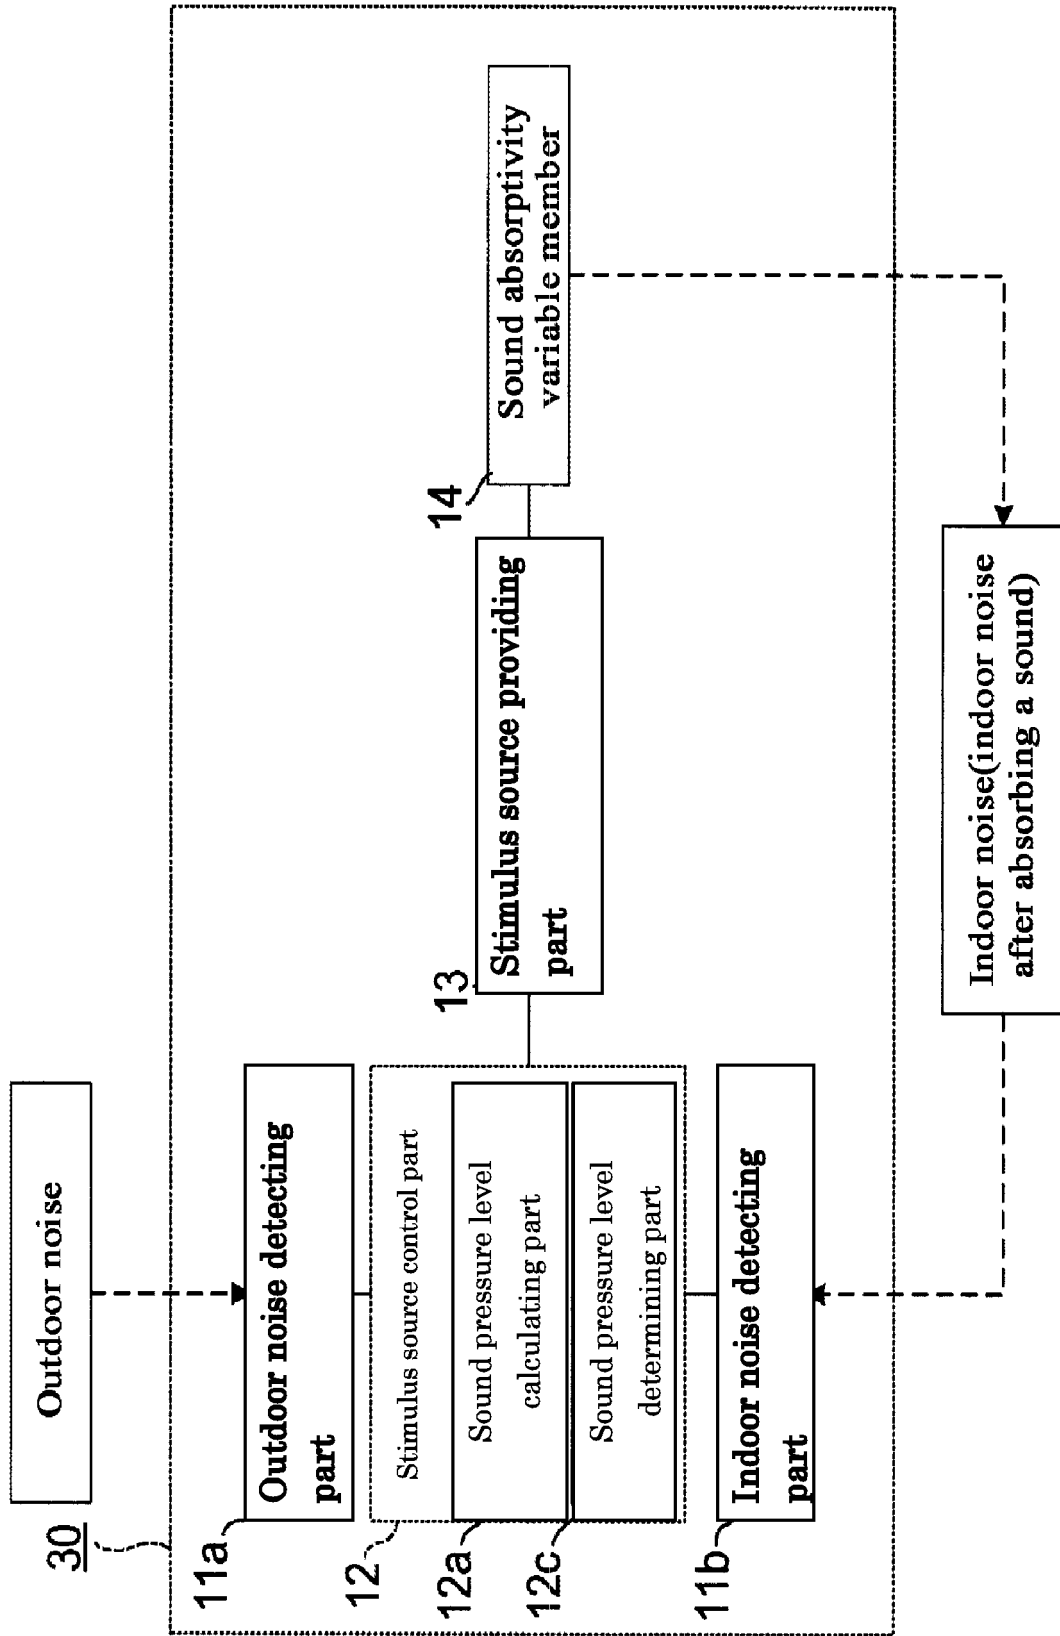 Outdoor noise
30
11a
Outdoor noise detecting
part
12
Stimulus source control part
12a
Sound pressure level
calculating part
12c
Sound pressure level
determining part
11b
Indoor noise detecting
part
13
Stimulus source providing
part
14
Sound absorptivity
variable member
Indoor noise(indoor noise
after absorbing a sound)